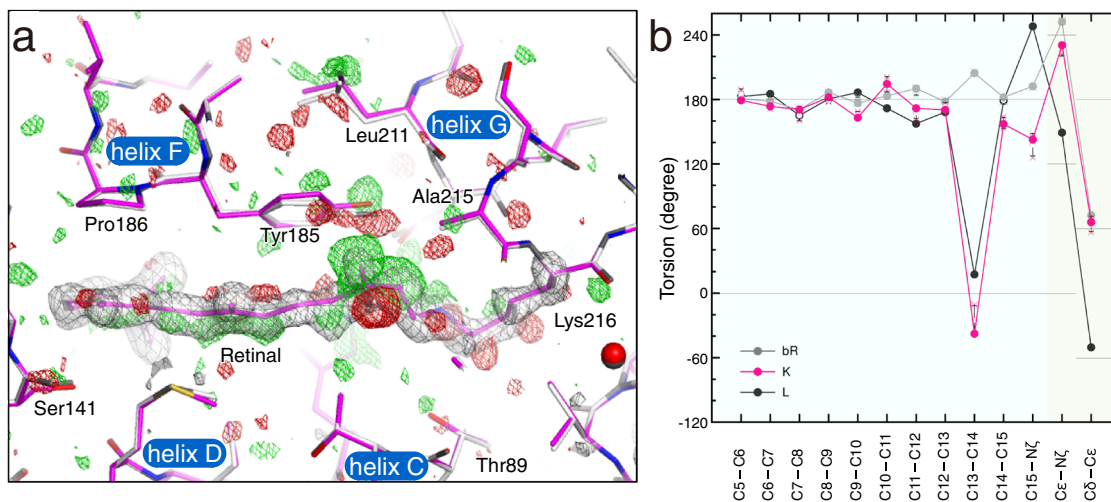 a
Leu211
helix G
helix F
Ala215
Pro186
Tyr185
Lys216
Retinal
Ser141
helix D
helix C
Thr89
b
Torsion (degree)
240
180
120
60
0
-60
-120
bR
K
L
C5–C6
C6–C7
C7–C8
C8–C9
C9–C10
C10–C11
C11–C12
C12–C13
C13–C14
C14–C15
C15–Nζ
Cε–Nζ
Cδ–Cε